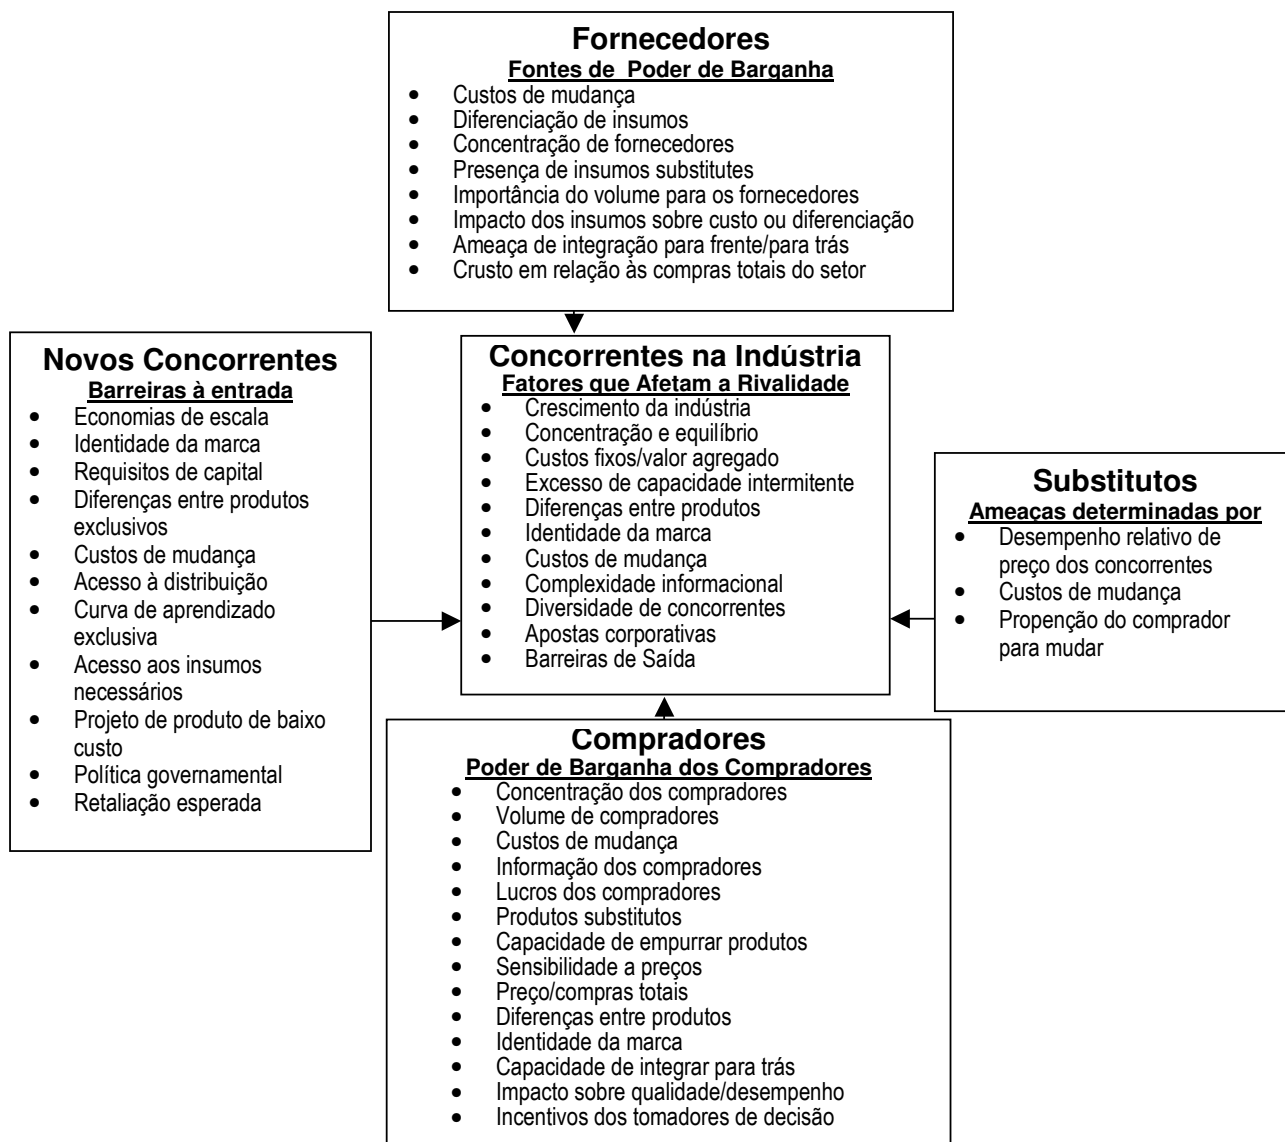 Fornecedores
Fontes de Poder de Barganha
• Custos de mudança
• Diferenciação de insumos
• Concentração de fornecedores
• Presença de insumos substitutes
• Importância do volume para os fornecedores
• Impacto dos insumos sobre custo ou diferenciação
• Ameaça de integração para frente/para trás
• Crusto em relação às compras totais do setor
Novos Concorrentes
Barreiras à entrada
• Economias de escala
• Identidade da marca
• Requisitos de capital
• Diferenças entre produtos
exclusivos
• Custos de mudança
• Acesso à distribuição
• Curva de aprendizado
exclusiva
• Acesso aos insumos
necessários
• Projeto de produto de baixo
custo
• Política governamental
• Retaliação esperada
Concorrentes na Indústria
Fatores que Afetam a Rivalidade
• Crescimento da indústria
• Concentração e equilíbrio
• Custos fixos/valor agregado
• Excesso de capacidade intermitente
• Diferenças entre produtos
• Identidade da marca
• Custos de mudança
• Complexidade informacional
• Diversidade de concorrentes
• Apostas corporativas
• Barreiras de Saída
Substitutos
Ameaças determinadas por
• Desempenho relativo de
preço dos concorrentes
• Custos de mudança
• Propenção do comprador
para mudar
Compradores
Poder de Barganha dos Compradores
• Concentração dos compradores
• Volume de compradores
• Custos de mudança
• Informação dos compradores
• Lucros dos compradores
• Produtos substitutos
• Capacidade de empurrar produtos
• Sensibilidade a preços
• Preço/compras totais
• Diferenças entre produtos
• Identidade da marca
• Capacidade de integrar para trás
• Impacto sobre qualidade/desempenho
• Incentivos dos tomadores de decisão